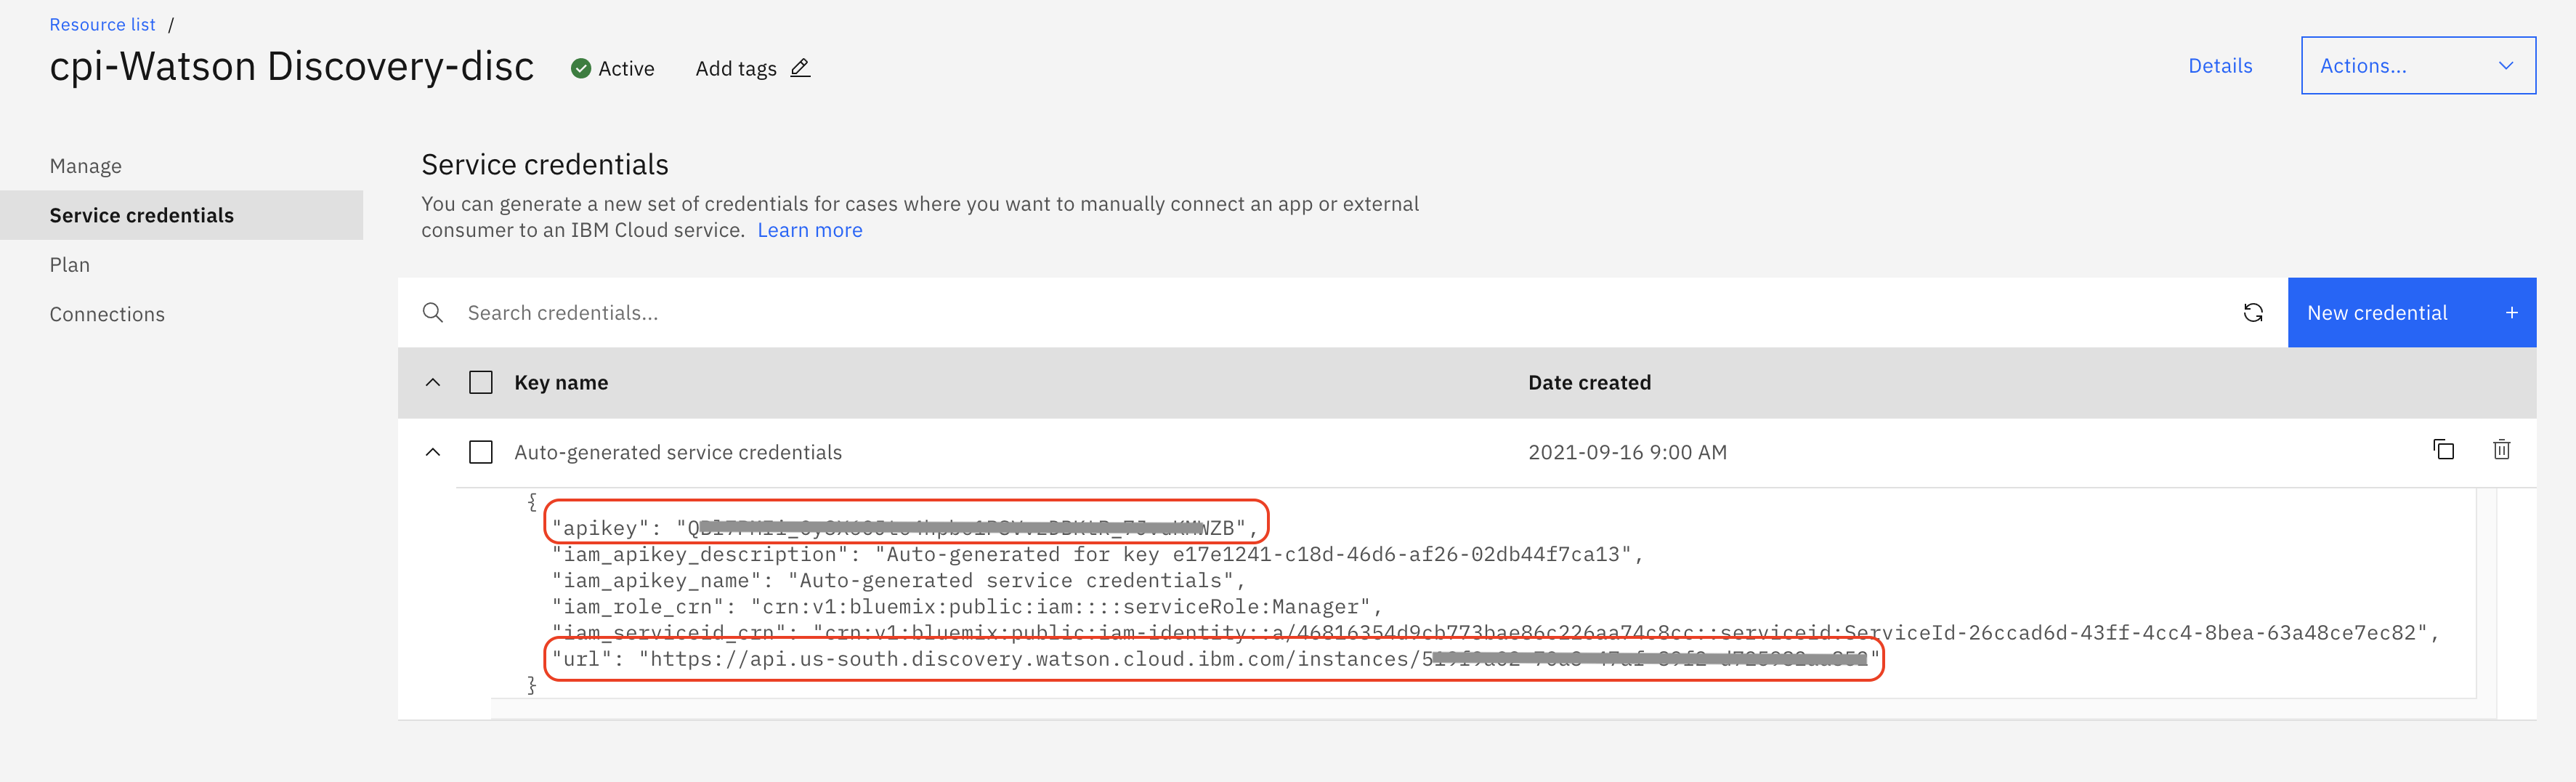 Resource list /
cpi-Watson Discovery-disc
Active
Add tags
Details
Actions...
Manage
Service credentials
Plan
Connections
Service credentials
You can generate a new set of credentials for cases where you want to manually connect an app or external
consumer to an IBM Cloud service. Learn more
Search credentials...
New credential +
Key name
Date created
Auto-generated service credentials
2021-09-16 9:00 AM
{
"apikey":
"iam_apikey_description": "Auto-generated for key e17e1241-c18d-46d6-af26-02db44f7ca13",
"iam_apikey_name": "Auto-generated service credentials",
"iam_role_crn": "crn:v1:bluemix:public:iam::::serviceRole:Manager",
"iam_serviceid_crn": "crn:v1:bluemix:public:iam-identity::a/46816354d9cb773bae86c226aa74c8cc::serviceid:ServiceId-26ccad6d-43ff-4cc4-8bea-63a48ce7ec82",
"url": "https://api.us-south.discovery.watson.cloud.ibm.com/instances/
}